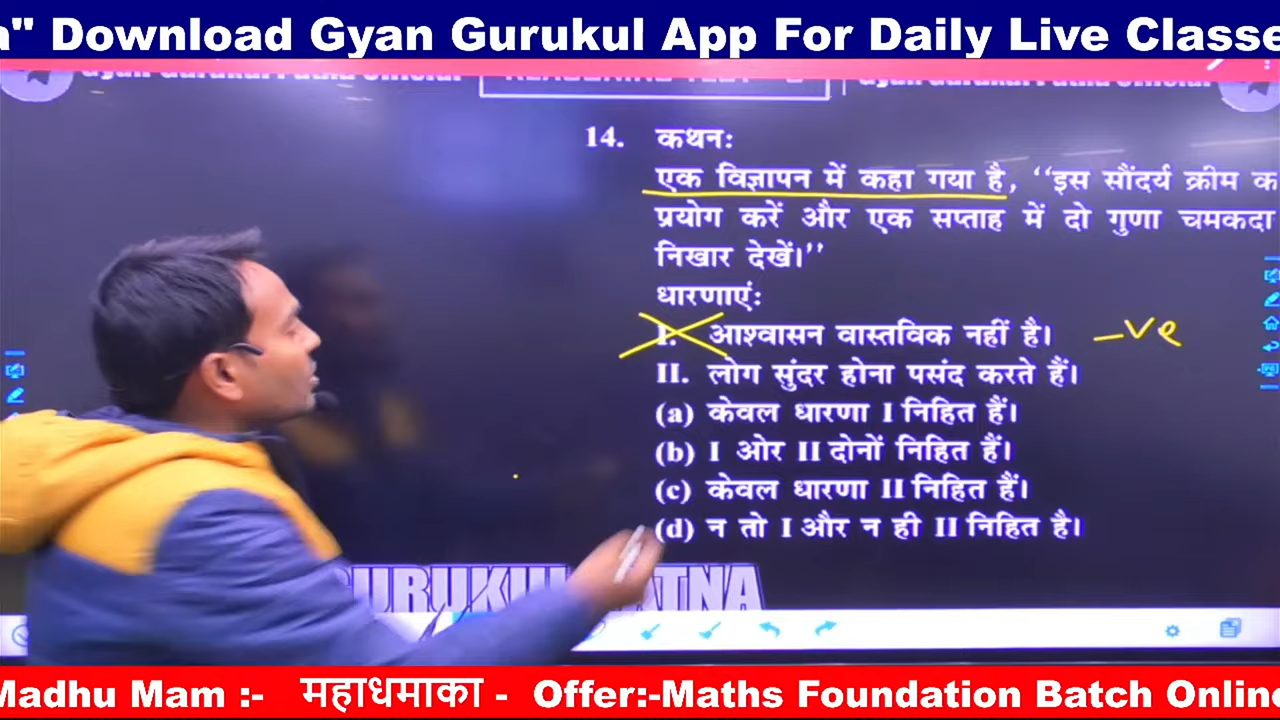 a" Download Gyan Gurukul App For Daily Live Classe
14. कथन:
एक विज्ञापन में कहा गया है, ‘‘इस सौंदर्य क्रीम क
प्रयोग करें और एक सप्ताह में दो गुणा चमकदा
निखार देखें।’’
धारणाएं:
I. आश्वासन वास्तविक नहीं है। -ve
II. लोग सुंदर होना पसंद करते हैं।
(a) केवल धारणा I निहित हैं।
(b) I ओर II दोनों निहित हैं।
(c) केवल धारणा II निहित हैं।
(d) न तो I और न ही II निहित है।
GURUKUL PATNA
Madhu Mam :- महाधमाका - Offer:-Maths Foundation Batch Online